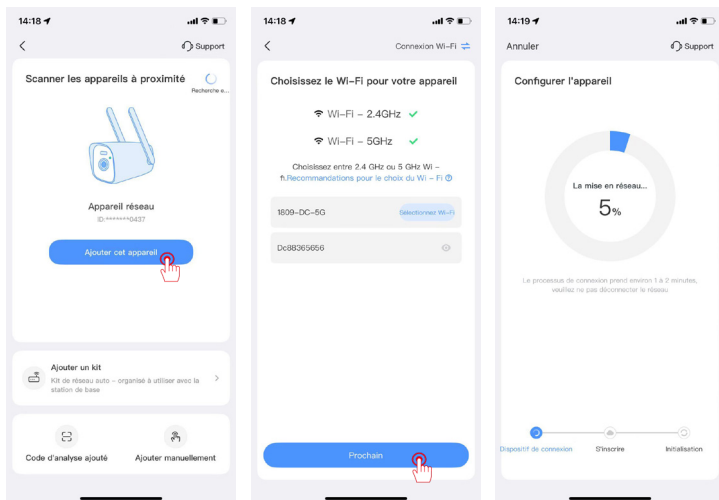 14:18
Support
Scanner les appareils à proximité
Recherche e...
Appareil réseau
ID:*******0437
Ajouter cet appareil
Ajouter un kit
Kit de réseau auto – organisé à utiliser avec la
station de base
Code d'analyse ajouté
Ajouter manuellement
14:18
Connexion Wi–Fi
Choisissez le Wi–Fi pour votre appareil
Wi–Fi – 2.4GHz
Wi–Fi – 5GHz
Choisissez entre 2.4 GHz ou 5 GHz Wi –
fi.Recommandations pour le choix du Wi – Fi
1809–DC–5G
Sélectionnez Wi–Fi
Dc88365656
Prochain
14:19
Annuler
Support
Configurer l'appareil
La mise en réseau...
5%
Le processus de connexion prend environ 1 à 2 minutes,
veuillez ne pas déconnecter le réseau
Dispositif de connexion
S'inscrire
Initialisation